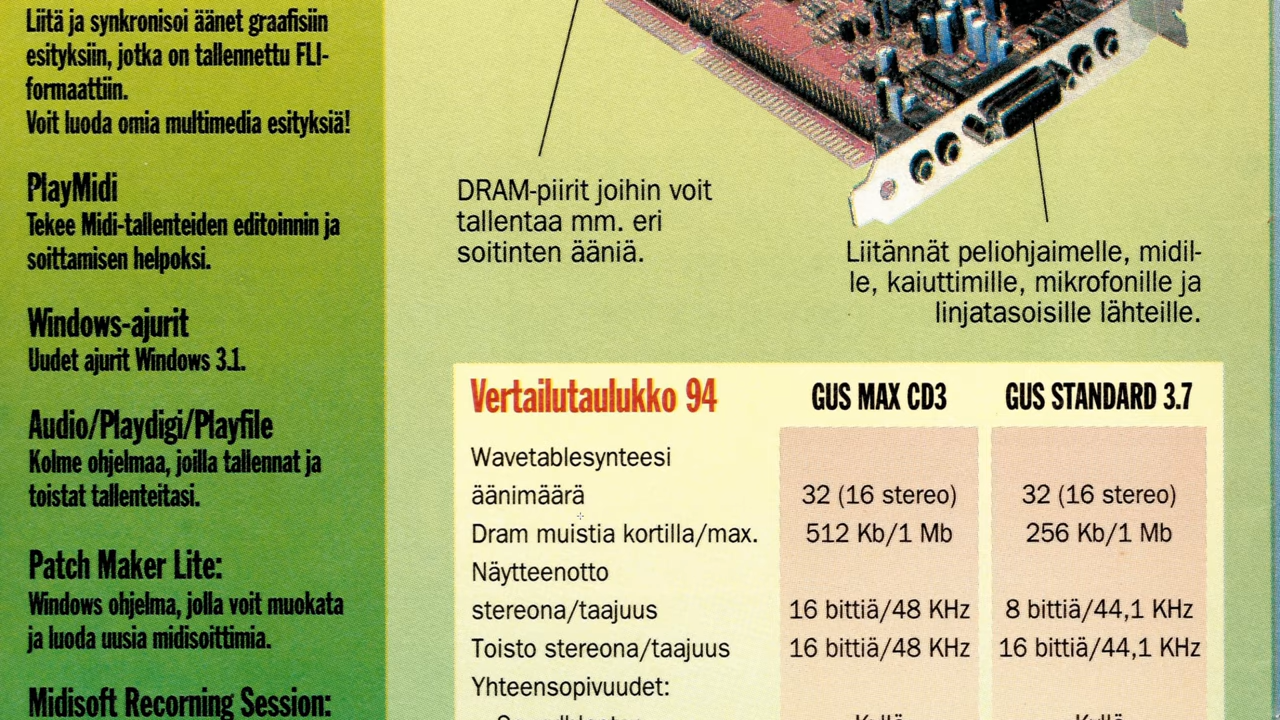 Liitä ja synkronisoi äänet graafisiin
esityksiin, jotka on tallennettu FLI-
formaattiin.
Voit luoda omia multimedia esityksiä!
PlayMidi
Tekee Midi-tallenteiden editoinnin ja
soittamisen helpoksi.
Windows-ajurit
Uudet ajurit Windows 3.1.
Audio/Playdigi/Playfile
Kolme ohjelmaa, joilla tallennat ja
toistat tallenteitasi.
Patch Maker Lite:
Windows ohjelma, jolla voit muokata
ja luoda uusia midisoittimia.
Midisoft Recorning Session:
DRAM-piirit joihin voit
tallentaa mm. eri
soitinten ääniä.
Liitännät peliohjaimelle, midil-
le, kaiuttimille, mikrofonille ja
linjatasoisille lähteille.
Vertailutaulukko 94 GUS MAX CD3 GUS STANDARD 3.7
Wavetablesynteesi
äänimäärä 32 (16 stereo) 32 (16 stereo)
Dram muistia kortilla/max. 512 Kb/1 Mb 256 Kb/1 Mb
Näytteenotto
stereona/taajuus 16 bittiä/48 KHz 8 bittiä/44,1 KHz
Toisto stereona/taajuus 16 bittiä/48 KHz 16 bittiä/44,1 KHz
Yhteensopivuudet: